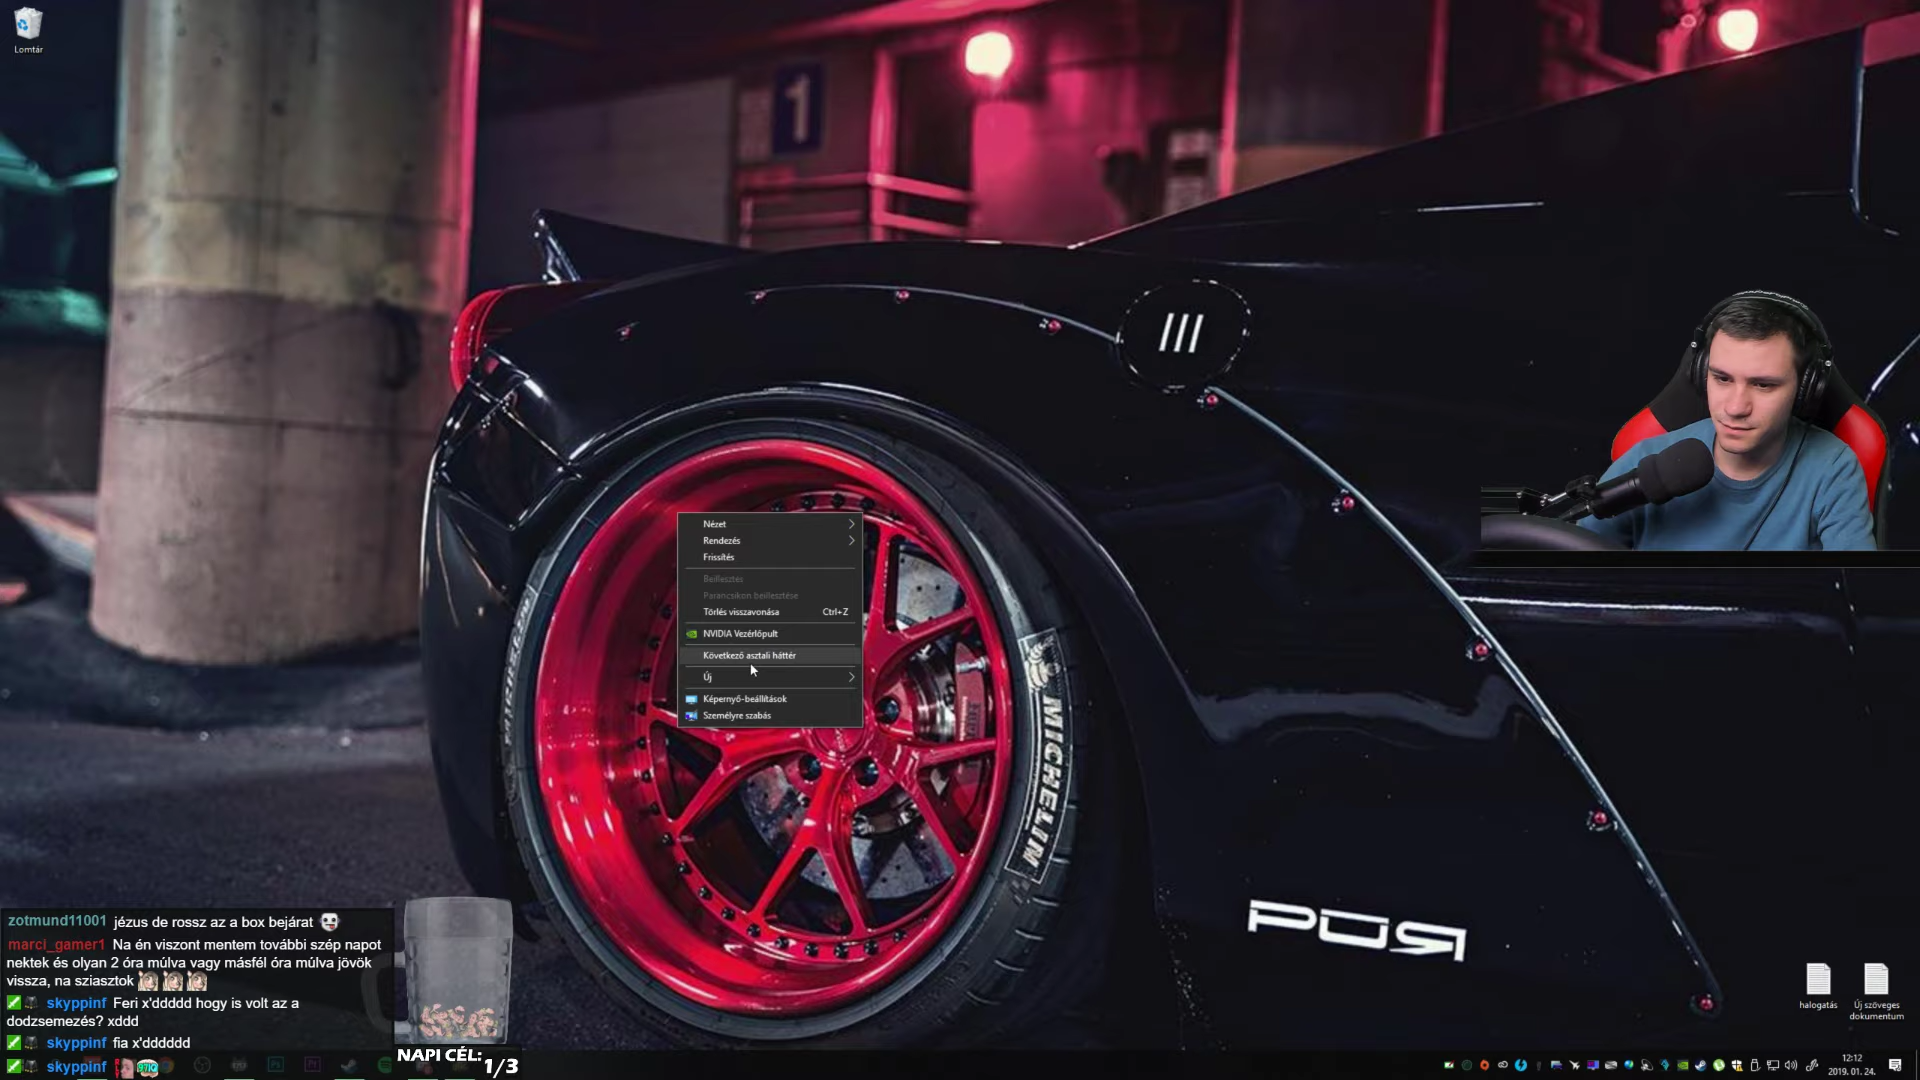 Lomtár
1
Nézet
Rendezés
Frissítés
Beillesztés
Parancsikon beillesztése
Törlés visszavonása Ctrl+Z
NVIDIA Vezérlőpult
Következő asztali háttér
Új
Képernyő-beállítások
Személyre szabás
MICHELIN
PUR
zotmund11001 jézus de rossz az a box bejárat
marci_gamer1 Na én viszont mentem további szép napot
nektek és olyan 2 óra múlva vagy másfél óra múlva jövök
vissza, na sziasztok
skyppinf Feri x'ddddd hogy is volt az a
dodzsemezés? xddd
skyppinf fia x'dddddd
skyppinf
NAPI CÉL: 1/3
halogatás
Új szöveges
dokumentum
12:12
2019. 01. 24.